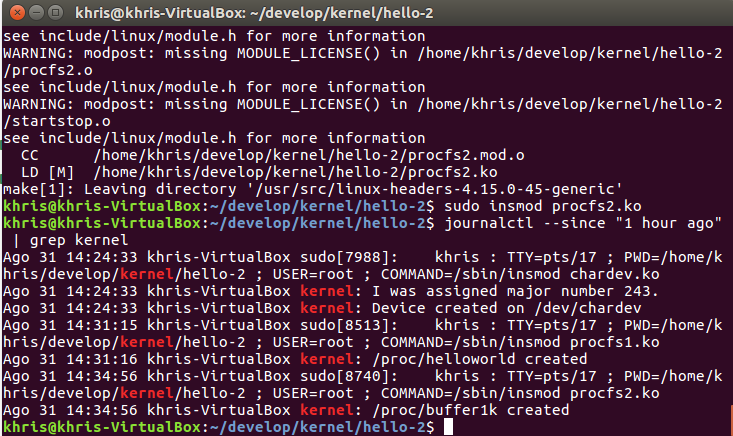 khris@khris-VirtualBox: ~/develop/kernel/hello-2
see include/linux/module.h for more information
WARNING: modpost: missing MODULE_LICENSE() in /home/khris/develop/kernel/hello-2
/procfs2.o
see include/linux/module.h for more information
WARNING: modpost: missing MODULE_LICENSE() in /home/khris/develop/kernel/hello-2
/startstop.o
see include/linux/module.h for more information
  CC      /home/khris/develop/kernel/hello-2/procfs2.mod.o
  LD [M]  /home/khris/develop/kernel/hello-2/procfs2.ko
make[1]: Leaving directory '/usr/src/linux-headers-4.15.0-45-generic'
khris@khris-VirtualBox:~/develop/kernel/hello-2$ sudo insmod procfs2.ko
khris@khris-VirtualBox:~/develop/kernel/hello-2$ journalctl --since "1 hour ago"
 | grep kernel
Ago 31 14:24:33 khris-VirtualBox sudo[7988]:    khris : TTY=pts/17 ; PWD=/home/k
hris/develop/kernel/hello-2 ; USER=root ; COMMAND=/sbin/insmod chardev.ko
Ago 31 14:24:33 khris-VirtualBox kernel: I was assigned major number 243.
Ago 31 14:24:33 khris-VirtualBox kernel: Device created on /dev/chardev
Ago 31 14:31:15 khris-VirtualBox sudo[8513]:    khris : TTY=pts/17 ; PWD=/home/k
hris/develop/kernel/hello-2 ; USER=root ; COMMAND=/sbin/insmod procfs1.ko
Ago 31 14:31:16 khris-VirtualBox kernel: /proc/helloworld created
Ago 31 14:34:56 khris-VirtualBox sudo[8740]:    khris : TTY=pts/17 ; PWD=/home/k
hris/develop/kernel/hello-2 ; USER=root ; COMMAND=/sbin/insmod procfs2.ko
Ago 31 14:34:56 khris-VirtualBox kernel: /proc/buffer1k created
khris@khris-VirtualBox:~/develop/kernel/hello-2$